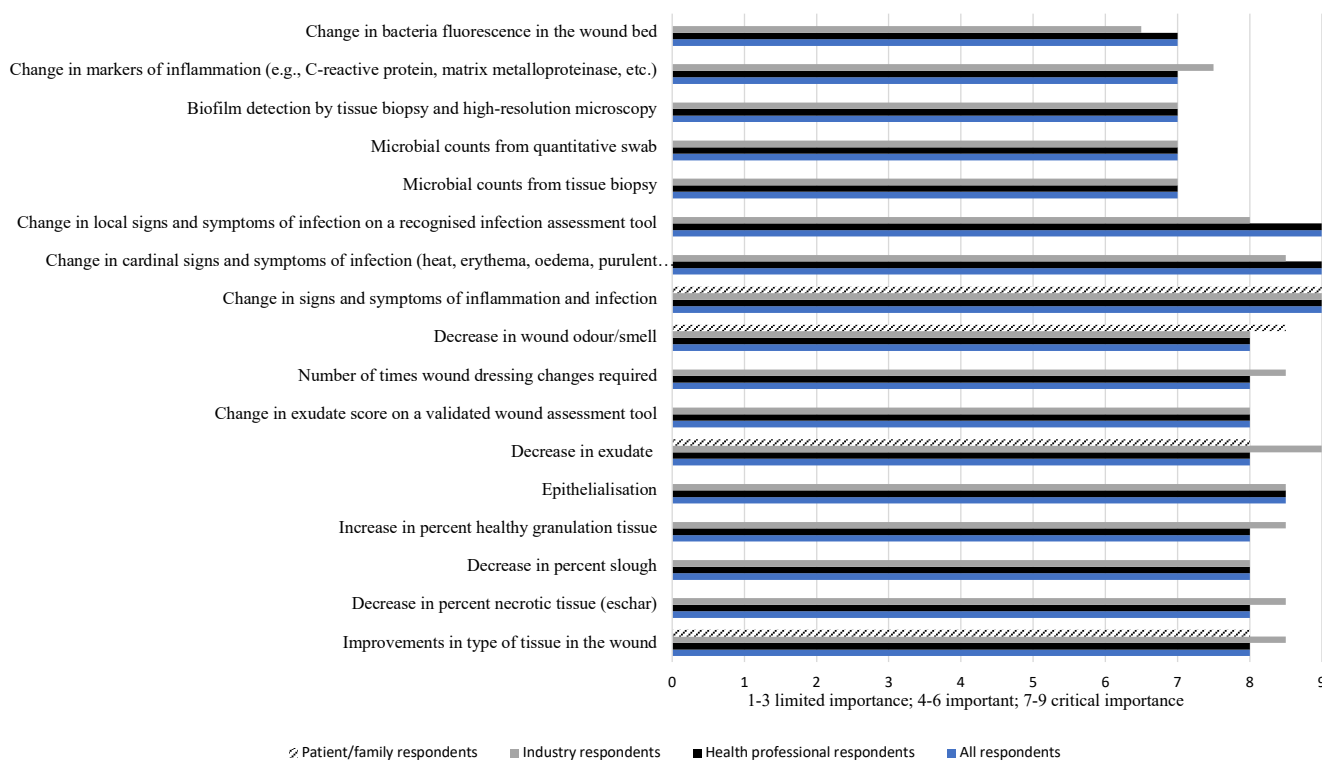 Change in bacteria fluorescence in the wound bed
Change in markers of inflammation (e.g., C-reactive protein, matrix metalloproteinase, etc.)
Biofilm detection by tissue biopsy and high-resolution microscopy
Microbial counts from quantitative swab
Microbial counts from tissue biopsy
Change in local signs and symptoms of infection on a recognised infection assessment tool
Change in cardinal signs and symptoms of infection (heat, erythema, oedema, purulent…
Change in signs and symptoms of inflammation and infection
Decrease in wound odour/smell
Number of times wound dressing changes required
Change in exudate score on a validated wound assessment tool
Decrease in exudate
Epithelialisation
Increase in percent healthy granulation tissue
Decrease in percent slough
Decrease in percent necrotic tissue (eschar)
Improvements in type of tissue in the wound
0 1 2 3 4 5 6 7 8 9
1-3 limited importance; 4-6 important; 7-9 critical importance
Patient/family respondents Industry respondents Health professional respondents All respondents